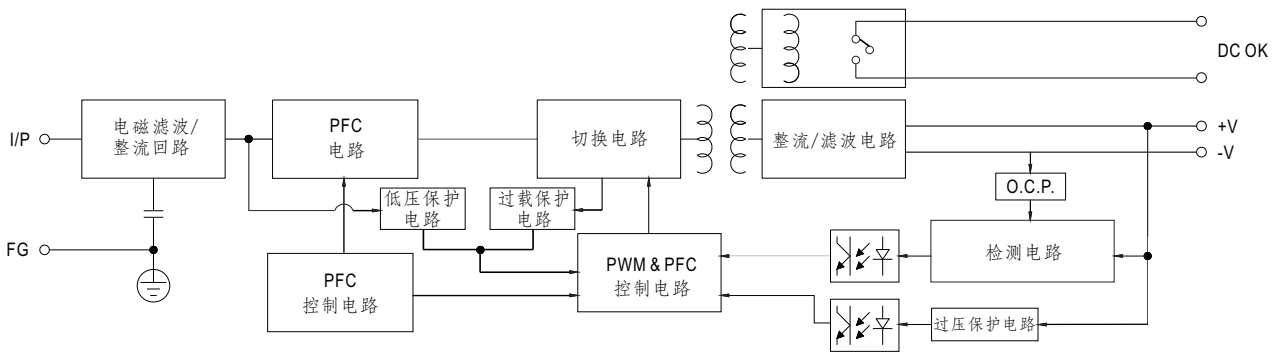 DC OK
I/P
电磁滤波/
整流回路
PFC
电路
切换电路
整流/滤波电路
+V
-V
低压保护
电路
过载保护
电路
O.C.P.
FG
PFC
控制电路
PWM & PFC
控制电路
检测电路
过压保护电路